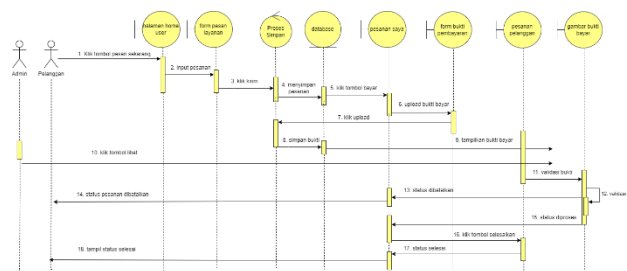 halaman home
user
form pesan
layanan
Proses
Simpan
database
pesanan saya
form bukti
pembayaran
pesanan
pelanggan
gambar bukti
bayar
Admin
Pelanggan
1. Klik tombol pesan sekarang
2. input pesanan
3. klik kirim
4. menyimpan
pesanan
5. klik tombol bayar
6. upload bukti bayar
7. klik upload
8. simpan bukti
9. tampilkan bukti bayar
10. klik tombol lihat
11. validasi bukti
12. validasi
13. status dibatalkan
14. status pesanan dibatalkan
15. status diproses
16. klik tombol selesaikan
17. status selesai
18. tampil status selesai